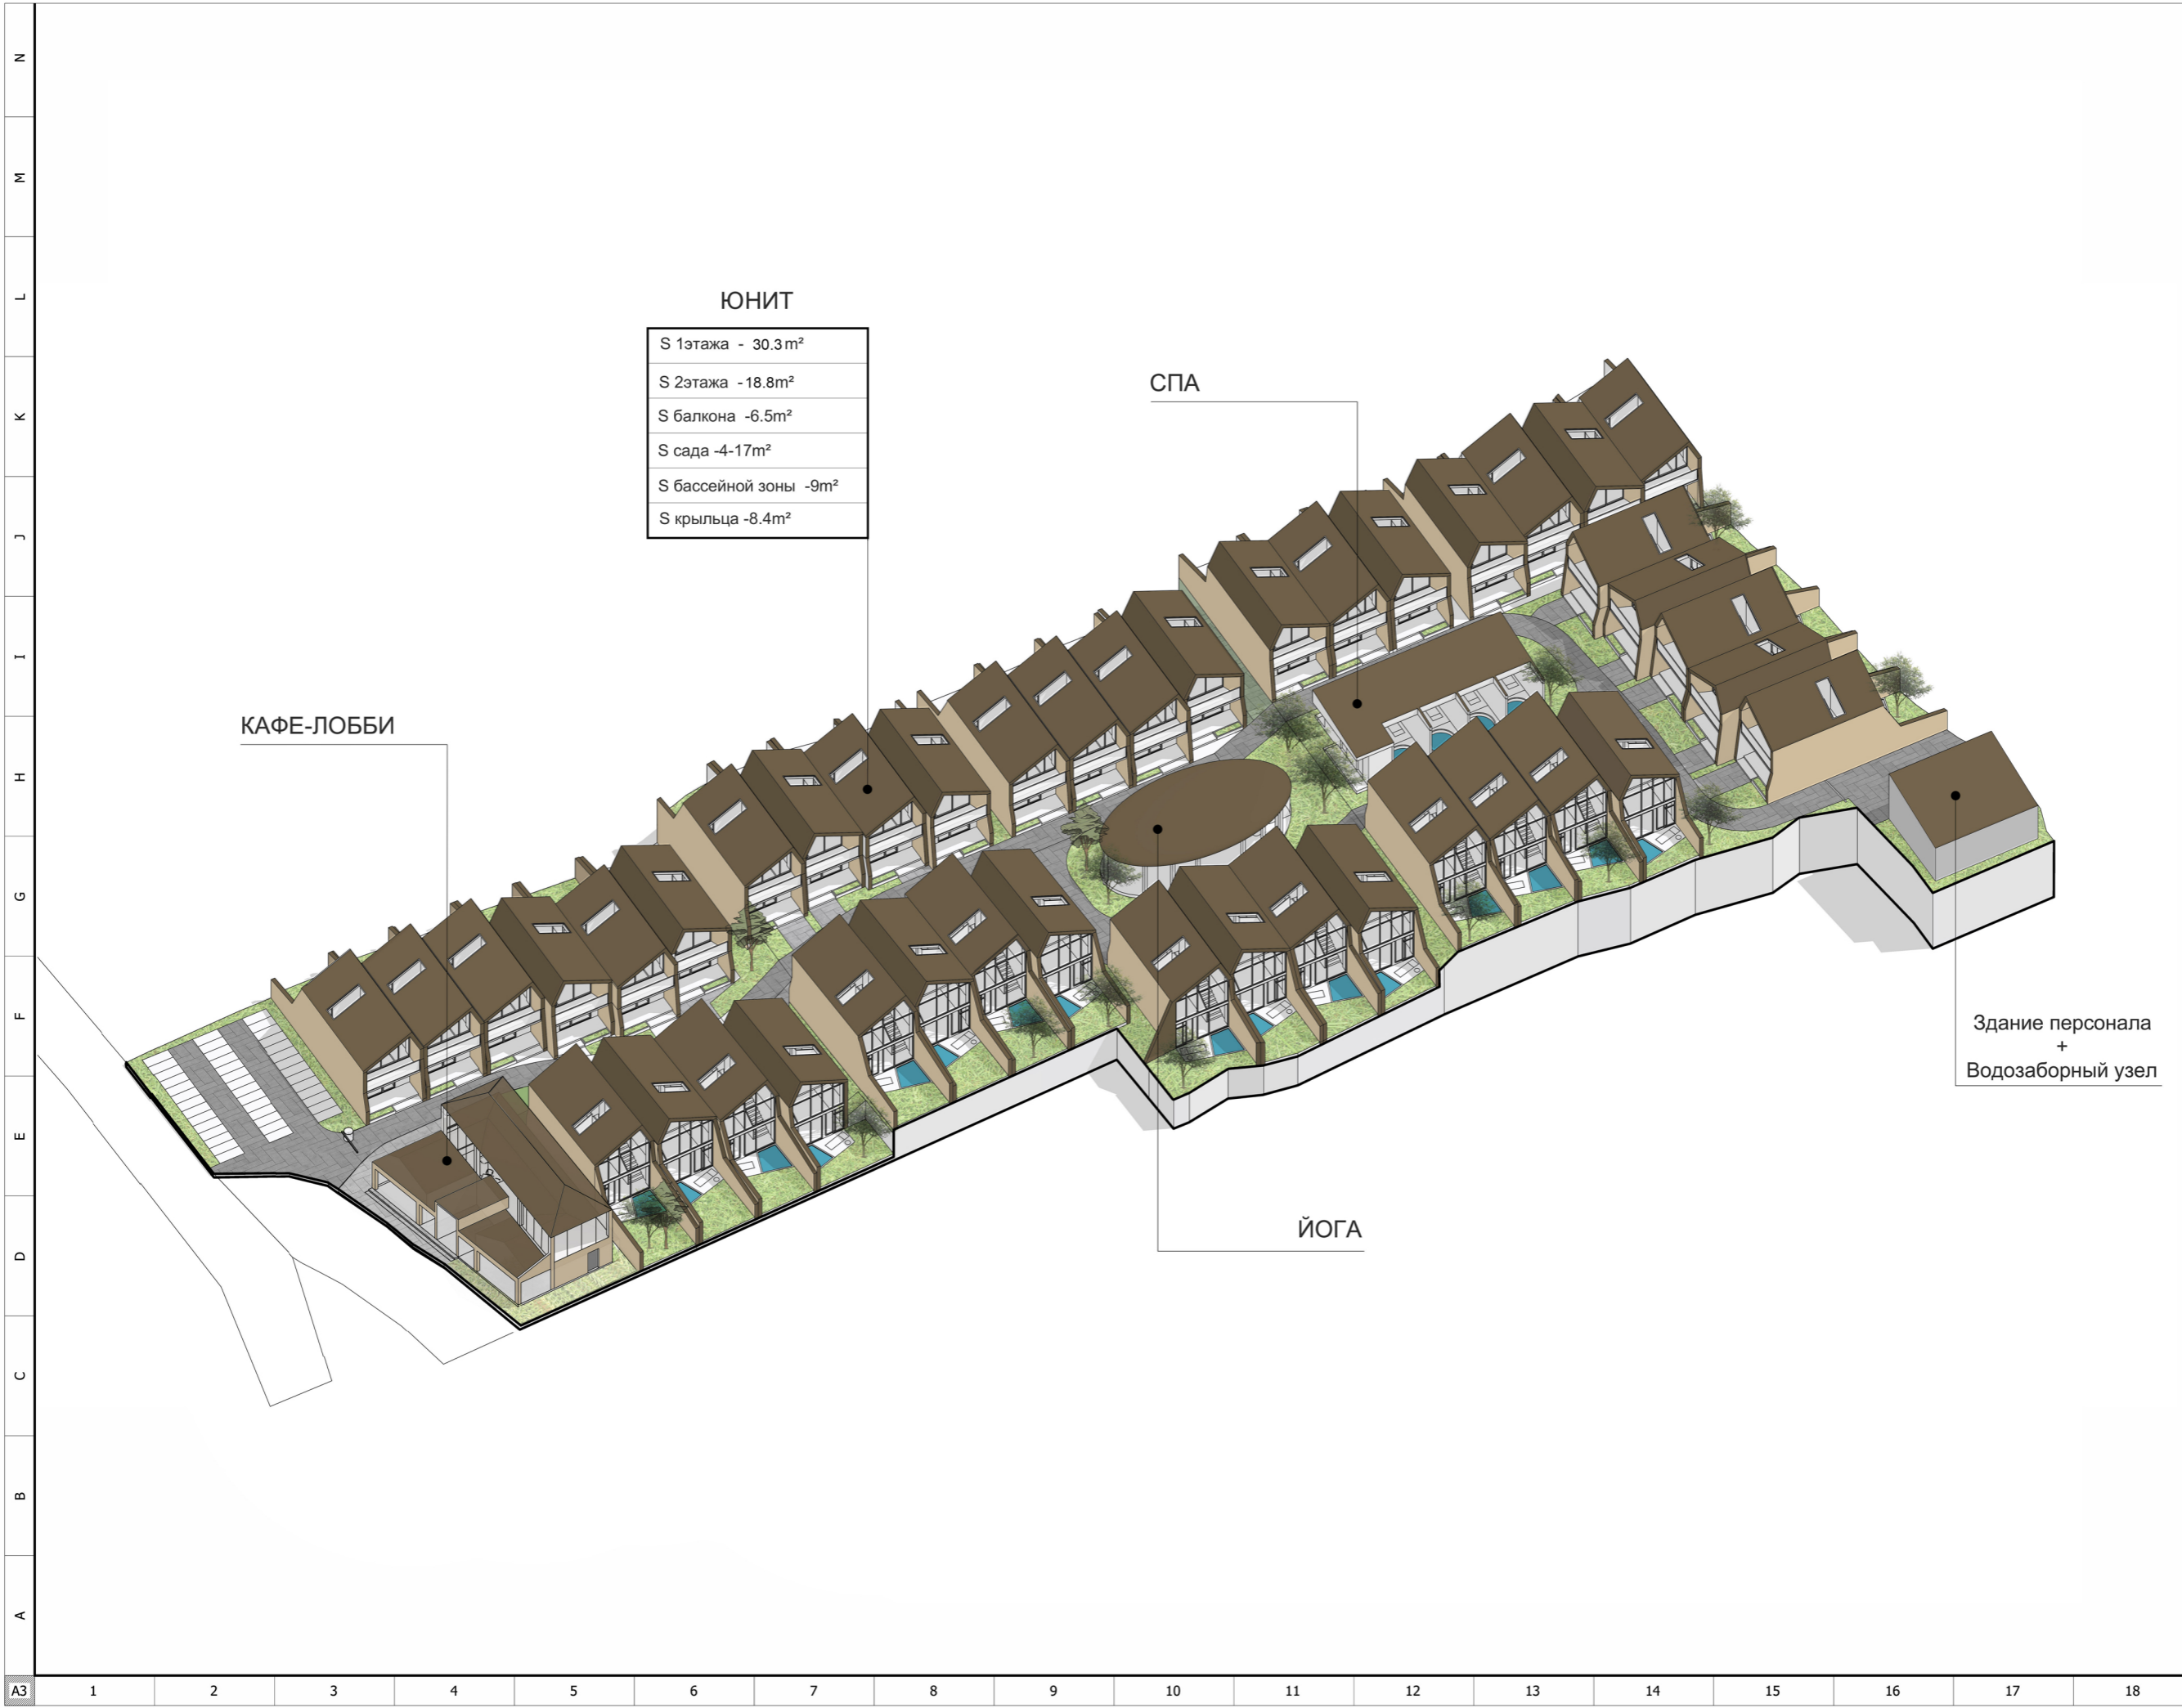 N
M
L
K
J
I
H
G
F
E
D
C
B
A
ЮНИТ
S 1этажа - 30.3 m²
S 2этажа -18.8m²
S балкона -6.5m²
S сада -4-17m²
S бассейной зоны -9m²
S крыльца -8.4m²
СПА
КАФЕ-ЛОББИ
Здание персонала
+
Водозаборный узел
ЙОГА
A3 1 2 3 4 5 6 7 8 9 10 11 12 13 14 15 16 17 18